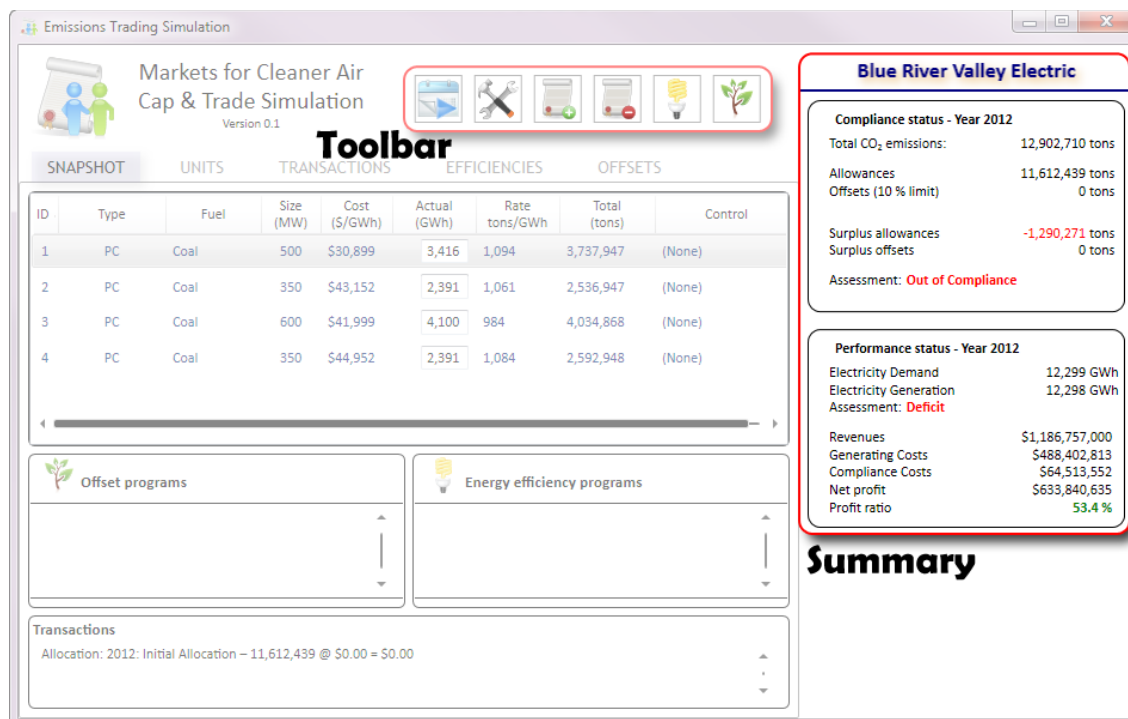 Emissions Trading Simulation
Markets for Cleaner Air
Cap & Trade Simulation
Version 0.1
Toolbar
SNAPSHOT UNITS TRANSACTIONS EFFICIENCIES OFFSETS
ID Type Fuel Size (MW) Cost ($/GWh) Actual (GWh) Rate tons/GWh Total (tons) Control
1 PC Coal 500 $30,899 3,416 1,094 3,737,947 (None)
2 PC Coal 350 $43,152 2,391 1,061 2,536,947 (None)
3 PC Coal 600 $41,999 4,100 984 4,034,868 (None)
4 PC Coal 350 $44,952 2,391 1,084 2,592,948 (None)
Offset programs
Energy efficiency programs
Transactions
Allocation: 2012: Initial Allocation – 11,612,439 @ $0.00 = $0.00
Blue River Valley Electric
Compliance status - Year 2012
Total CO₂ emissions: 12,902,710 tons
Allowances 11,612,439 tons
Offsets (10 % limit) 0 tons
Surplus allowances -1,290,271 tons
Surplus offsets 0 tons
Assessment: Out of Compliance
Performance status - Year 2012
Electricity Demand 12,299 GWh
Electricity Generation 12,298 GWh
Assessment: Deficit
Revenues $1,186,757,000
Generating Costs $488,402,813
Compliance Costs $64,513,552
Net profit $633,840,635
Profit ratio 53.4 %
Summary